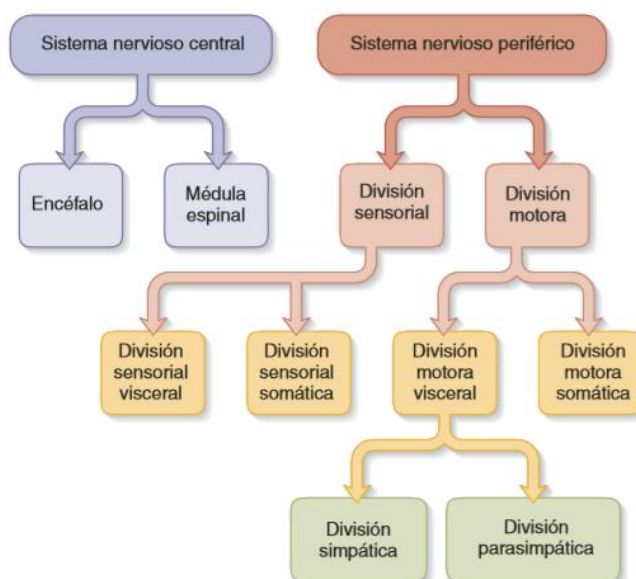 Sistema nervioso central
Sistema nervioso periférico
Encéfalo
Médula
espinal
División
sensorial
División
motora
División
sensorial
visceral
División
sensorial
somática
División
motora
visceral
División
motora
somática
División
simpática
División
parasimpática